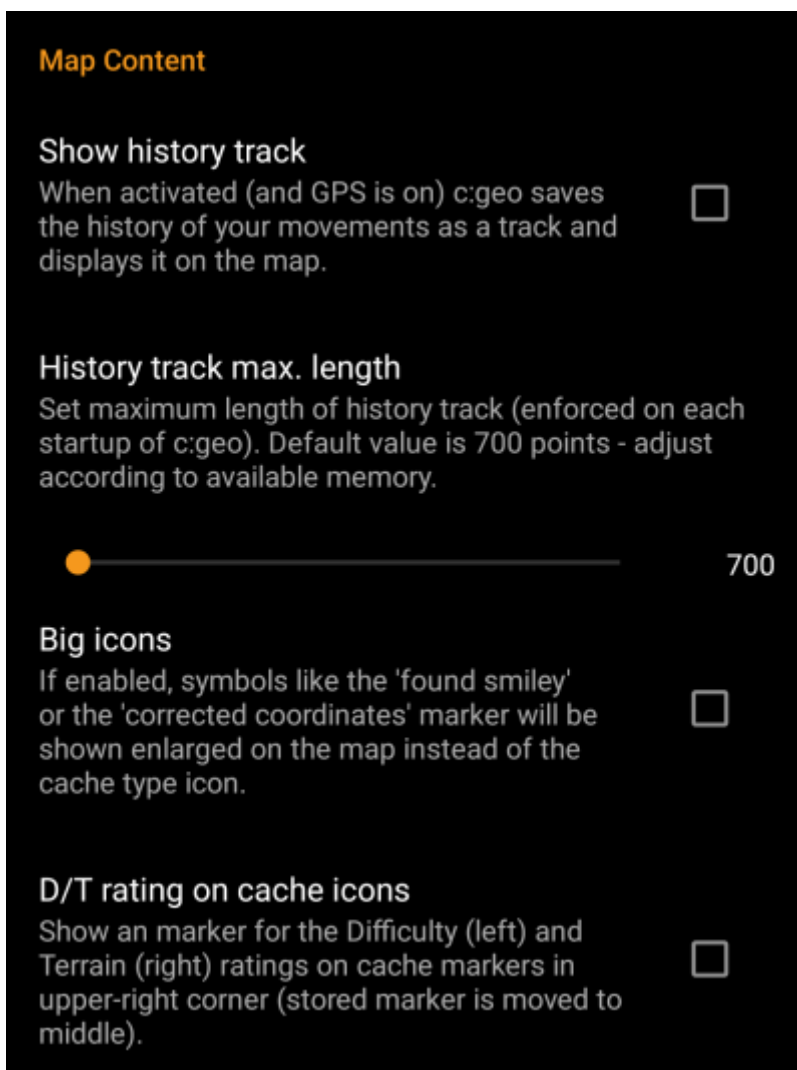 Map Content
Show history track
When activated (and GPS is on) c:geo saves
the history of your movements as a track and
displays it on the map.
History track max. length
Set maximum length of history track (enforced on each
startup of c:geo). Default value is 700 points - adjust
according to available memory.
700
Big icons
If enabled, symbols like the 'found smiley'
or the 'corrected coordinates' marker will be
shown enlarged on the map instead of the
cache type icon.
D/T rating on cache icons
Show an marker for the Difficulty (left) and
Terrain (right) ratings on cache markers in
upper-right corner (stored marker is moved to
middle).